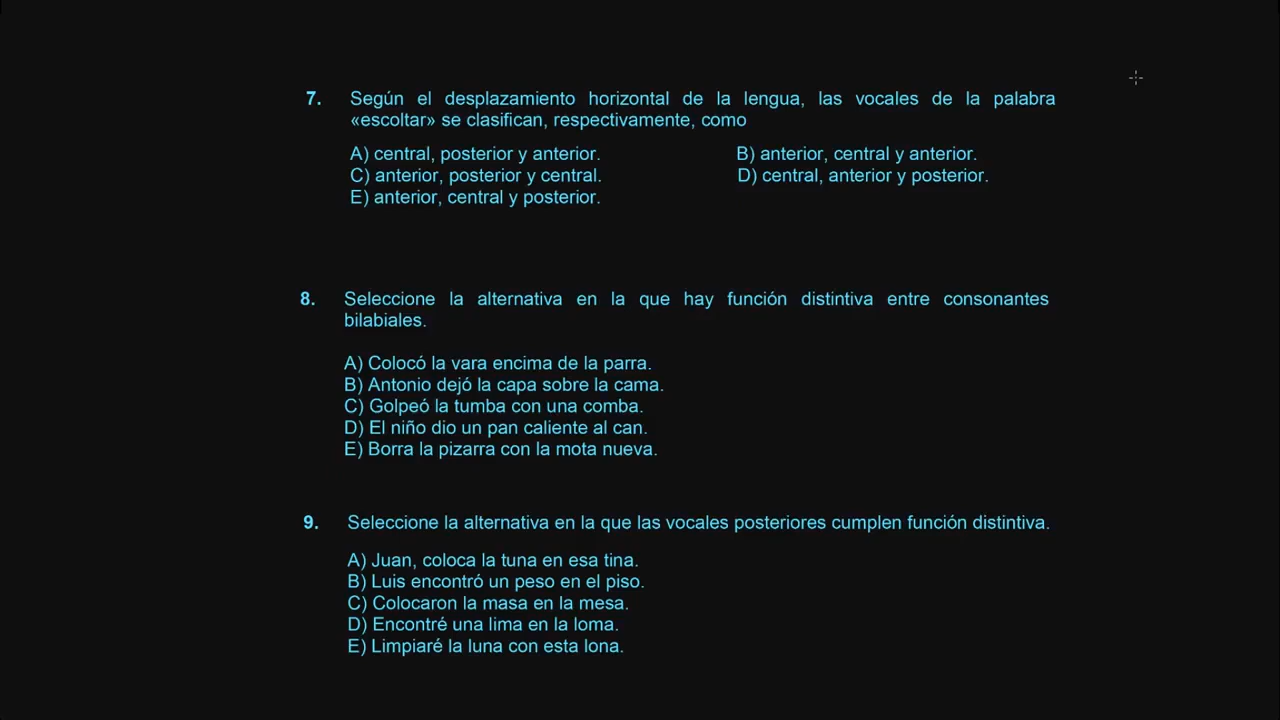 7. Según el desplazamiento horizontal de la lengua, las vocales de la palabra
«escoltar» se clasifican, respectivamente, como
A) central, posterior y anterior. B) anterior, central y anterior.
C) anterior, posterior y central. D) central, anterior y posterior.
E) anterior, central y posterior.
8. Seleccione la alternativa en la que hay función distintiva entre consonantes
bilabiales.
A) Colocó la vara encima de la parra.
B) Antonio dejó la capa sobre la cama.
C) Golpeó la tumba con una comba.
D) El niño dio un pan caliente al can.
E) Borra la pizarra con la mota nueva.
9. Seleccione la alternativa en la que las vocales posteriores cumplen función distintiva.
A) Juan, coloca la tuna en esa tina.
B) Luis encontró un peso en el piso.
C) Colocaron la masa en la mesa.
D) Encontré una lima en la loma.
E) Limpiaré la luna con esta lona.